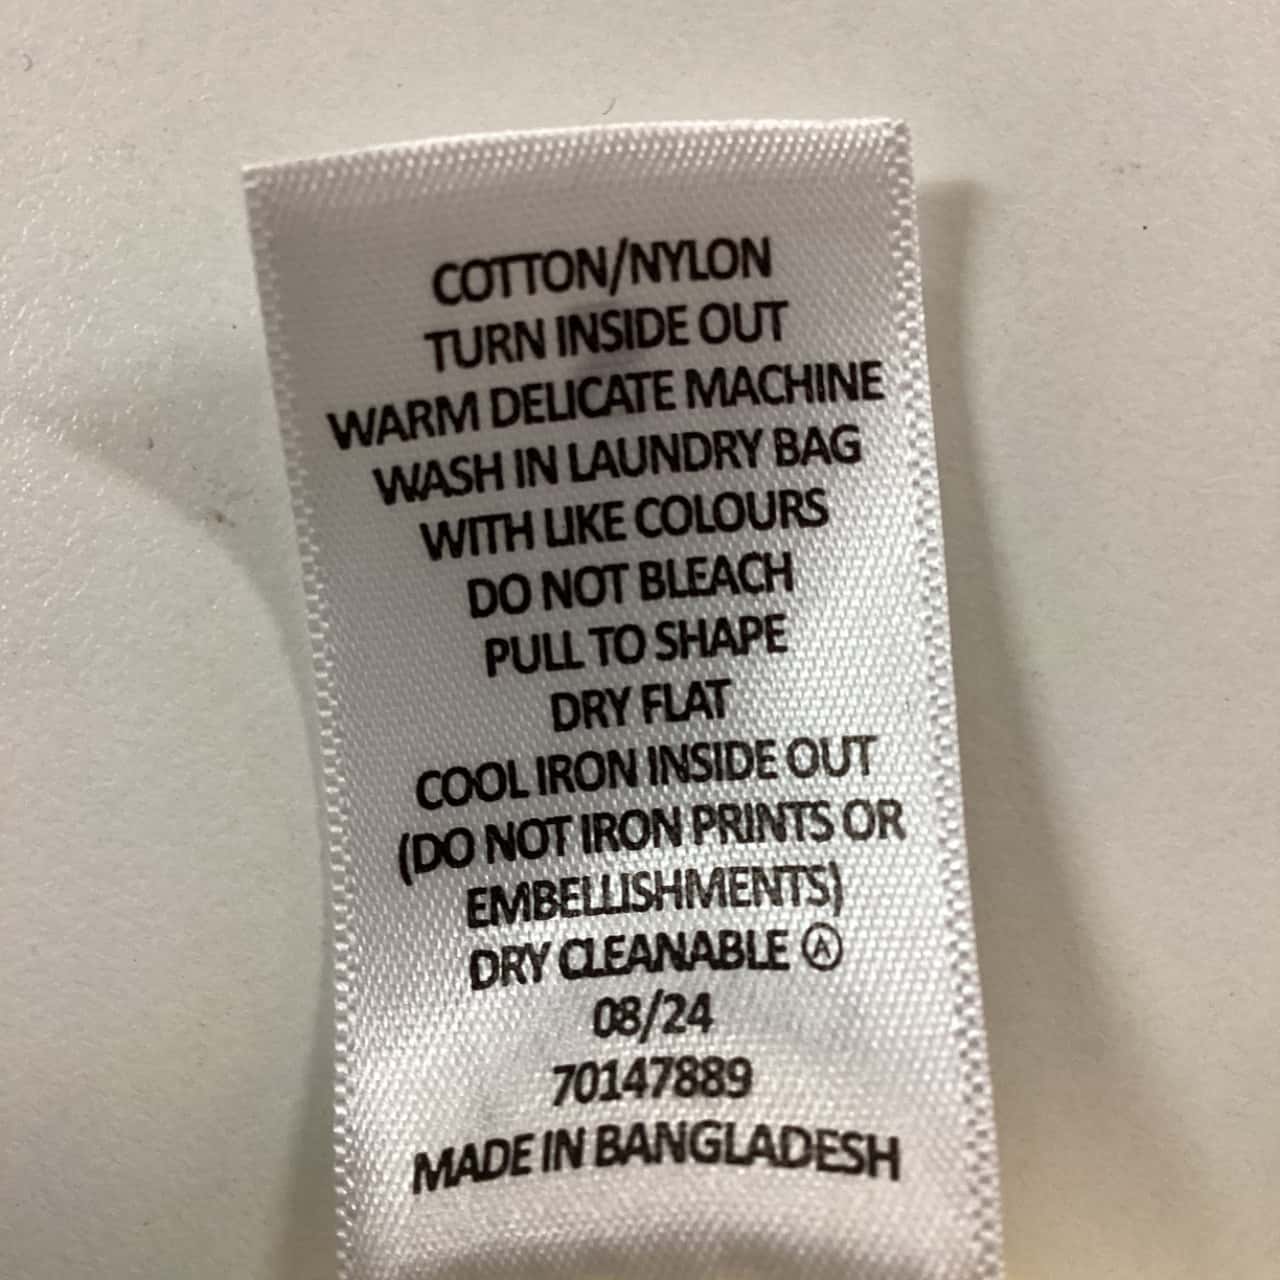 COTTON/NYLON
TURN INSIDE OUT
WARM DELICATE MACHINE
WASH IN LAUNDRY BAG
WITH LIKE COLOURS
DO NOT BLEACH
PULL TO SHAPE
DRY FLAT
COOL IRON INSIDE OUT
(DO NOT IRON PRINTS OR
EMBELLISHMENTS)
DRY CLEANABLE Ⓐ
08/24
70147889
MADE IN BANGLADESH